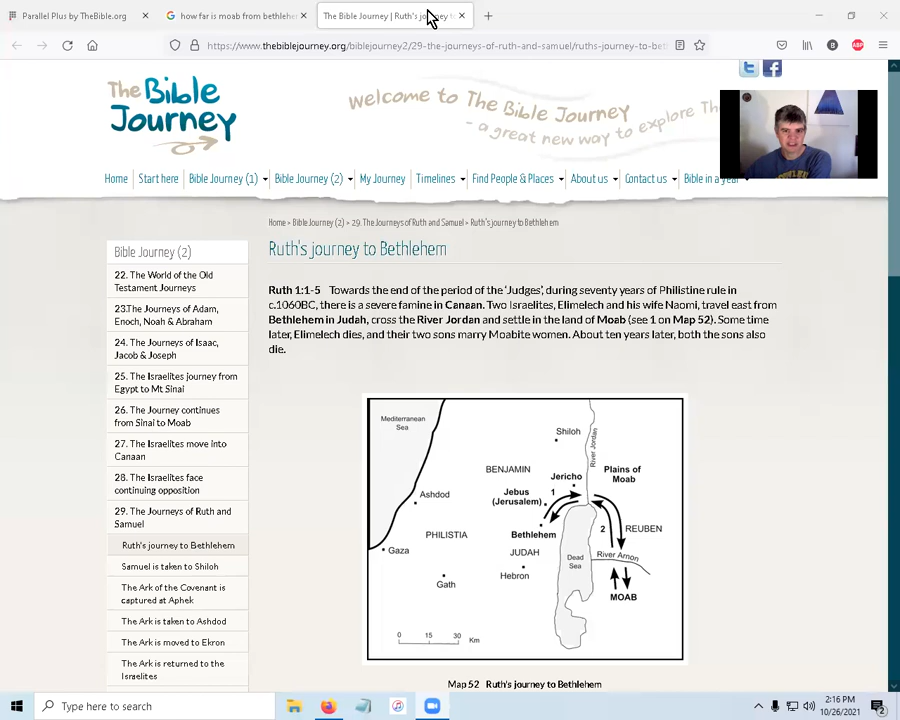 Parallel Plus by TheBible.org
how far is moab from bethlehem
The Bible Journey | Ruth's journey to
https://www.thebiblejourney.org/biblejourney2/29-the-journeys-of-ruth-and-samuel/ruths-journey-to-bet
The Bible Journey
welcome to The Bible Journey
- a great new way to explore The
Home Start here Bible Journey (1) Bible Journey (2) My Journey Timelines Find People & Places About us Contact us Bible in a year
Home > Bible Journey (2) > 29. The Journeys of Ruth and Samuel > Ruth's journey to Bethlehem
Bible Journey (2)
22. The World of the Old
Testament Journeys
23.The Journeys of Adam,
Enoch, Noah & Abraham
24. The Journeys of Isaac,
Jacob & Joseph
25. The Israelites journey from
Egypt to Mt Sinai
26. The Journey continues
from Sinai to Moab
27. The Israelites move into
Canaan
28. The Israelites face
continuing opposition
29. The Journeys of Ruth and
Samuel
Ruth's journey to Bethlehem
Samuel is taken to Shiloh
The Ark of the Covenant is
captured at Aphek
The Ark is taken to Ashdod
The Ark is moved to Ekron
The Ark is returned to the
Israelites
Ruth's journey to Bethlehem
Ruth 1:1-5 Towards the end of the period of the 'Judges', during seventy years of Philistine rule in
c.1060BC, there is a severe famine in Canaan. Two Israelites, Elimelech and his wife Naomi, travel east from
Bethlehem in Judah, cross the River Jordan and settle in the land of Moab (see 1 on Map 52). Some time
later, Elimelech dies, and their two sons marry Moabite women. About ten years later, both the sons also
die.
Mediterranean
Sea
Shiloh
River Jordan
BENJAMIN
Jericho
Plains of
Moab
Jebus
(Jerusalem)
1
Ashdod
Bethlehem
2
REUBEN
PHILISTIA
Gaza
JUDAH
Dead
Sea
River Arnon
Gath
Hebron
MOAB
0 15 30 Km
Map 52 Ruth's journey to Bethlehem
Type here to search
2:16 PM
10/26/2021
2